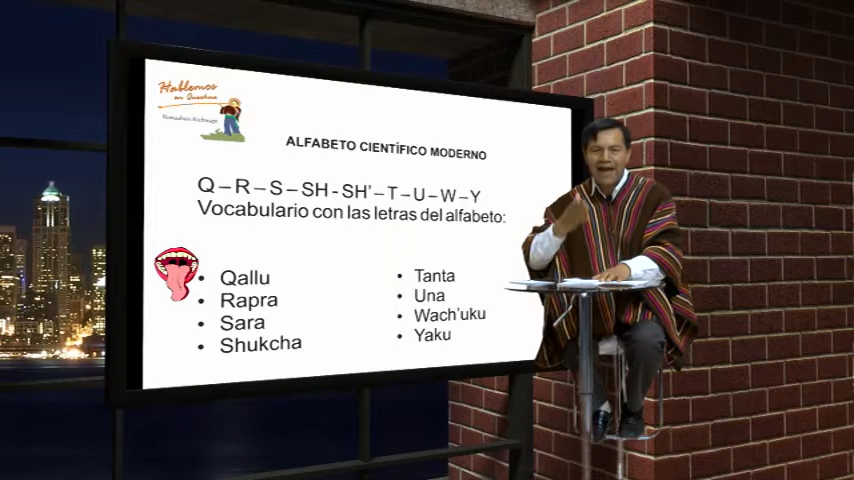 Hablemos
en Quechua
ALFABETO CIENTÍFICO MODERNO
Q – R – S – SH - SH' – T - U – W – Y
Vocabulario con las letras del alfabeto:
• Qallu
• Rapra
• Sara
• Shukcha
• Tanta
• Una
• Wach'uku
• Yaku